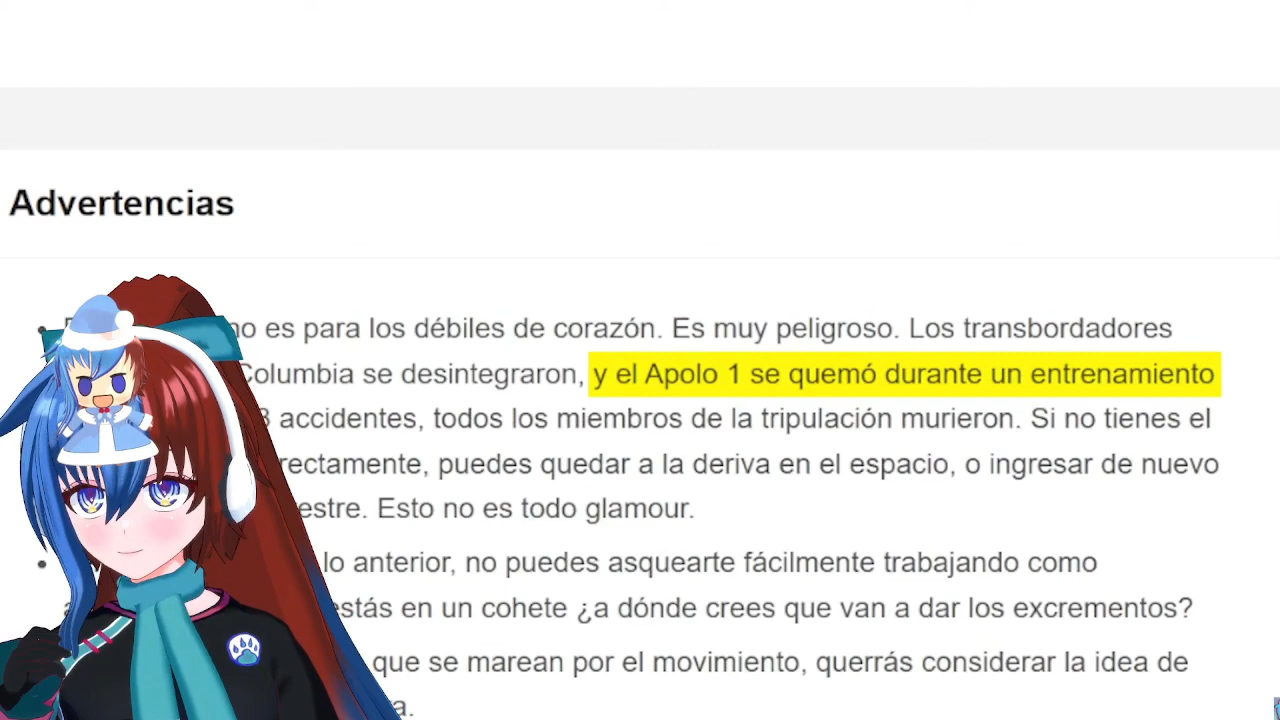 Advertencias
no es para los débiles de corazón. Es muy peligroso. Los transbordadores
Columbia se desintegraron, y el Apolo 1 se quemó durante un entrenamiento
accidentes, todos los miembros de la tripulación murieron. Si no tienes el
puedes quedar a la deriva en el espacio, o ingresar de nuevo
Esto no es todo glamour.
lo anterior, no puedes asquearte fácilmente trabajando como
estás en un cohete ¿a dónde crees que van a dar los excrementos?
que se marean por el movimiento, querrás considerar la idea de